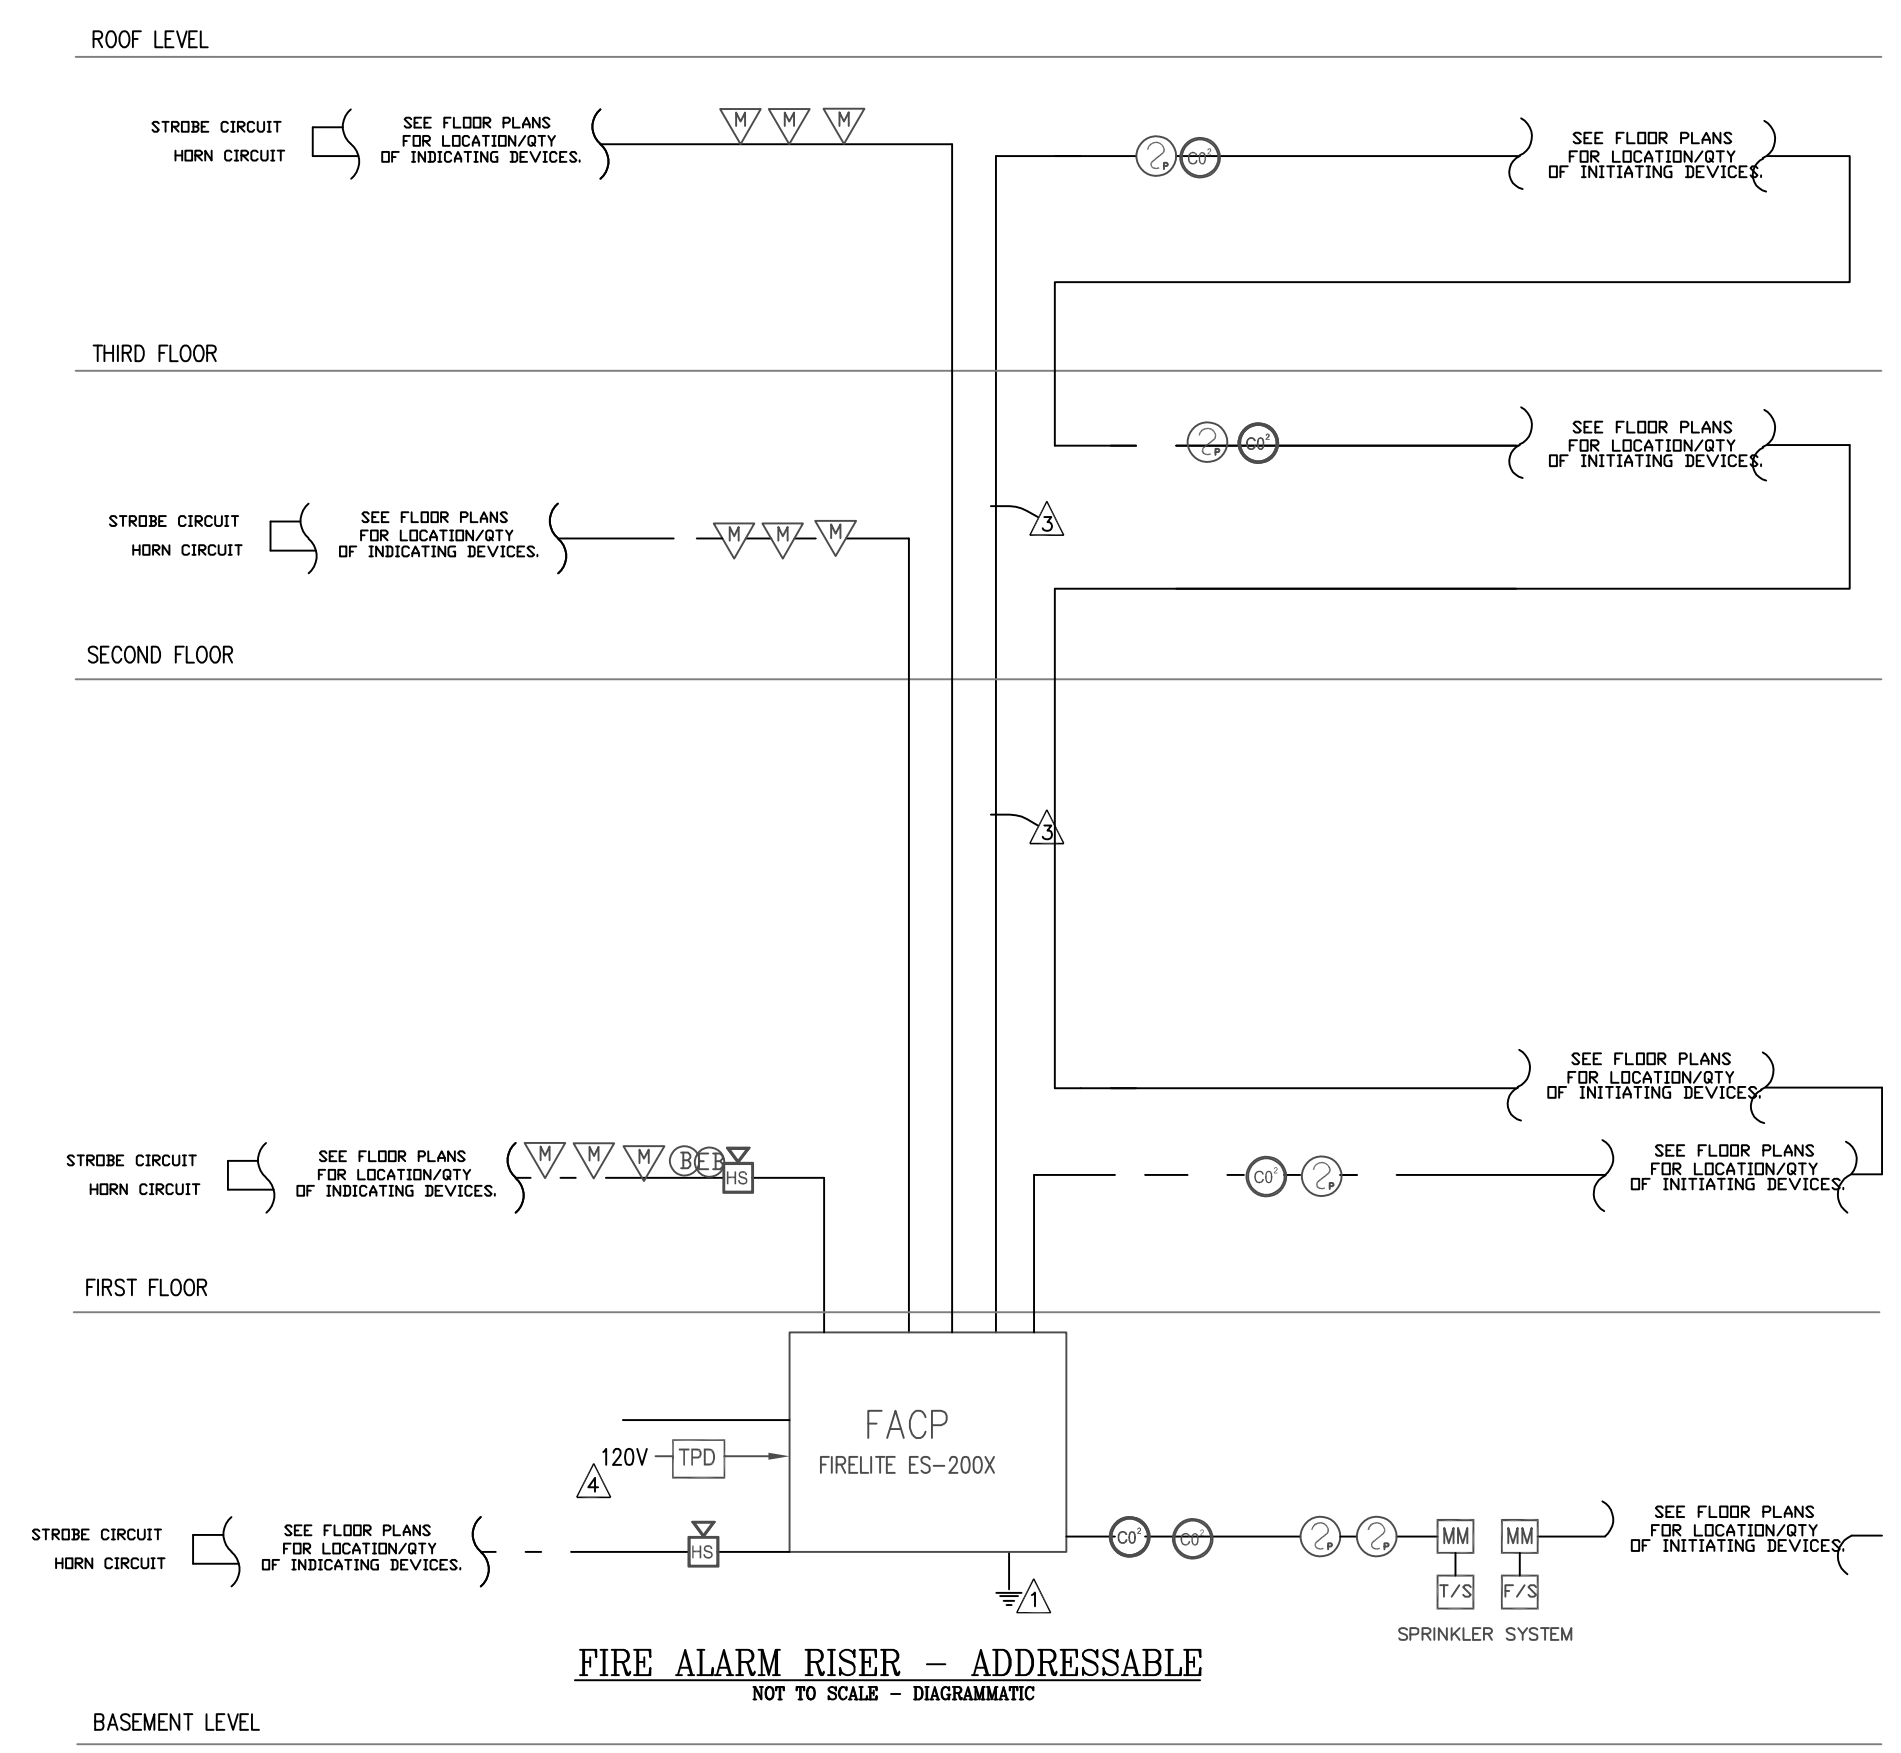 ROOF LEVEL
STROBE CIRCUIT
HORN CIRCUIT
SEE FLOOR PLANS
FOR LOCATION/QTY
OF INDICATING DEVICES.
M M M
P C0²
SEE FLOOR PLANS
FOR LOCATION/QTY
OF INITIATING DEVICES.
THIRD FLOOR
P C0²
SEE FLOOR PLANS
FOR LOCATION/QTY
OF INITIATING DEVICES.
STROBE CIRCUIT
HORN CIRCUIT
SEE FLOOR PLANS
FOR LOCATION/QTY
OF INDICATING DEVICES.
M M M
3
SECOND FLOOR
3
SEE FLOOR PLANS
FOR LOCATION/QTY
OF INITIATING DEVICES.
STROBE CIRCUIT
HORN CIRCUIT
SEE FLOOR PLANS
FOR LOCATION/QTY
OF INDICATING DEVICES.
M M M B EB
HS
C0² P
SEE FLOOR PLANS
FOR LOCATION/QTY
OF INITIATING DEVICES.
FIRST FLOOR
FACP
FIRELITE ES-200X
120V TPD
4
STROBE CIRCUIT
HORN CIRCUIT
SEE FLOOR PLANS
FOR LOCATION/QTY
OF INDICATING DEVICES.
HS
C0² C0² P P MM MM
T/S F/S
SPRINKLER SYSTEM
SEE FLOOR PLANS
FOR LOCATION/QTY
OF INITIATING DEVICES.
1
FIRE ALARM RISER - ADDRESSABLE
NOT TO SCALE - DIAGRAMMATIC
BASEMENT LEVEL